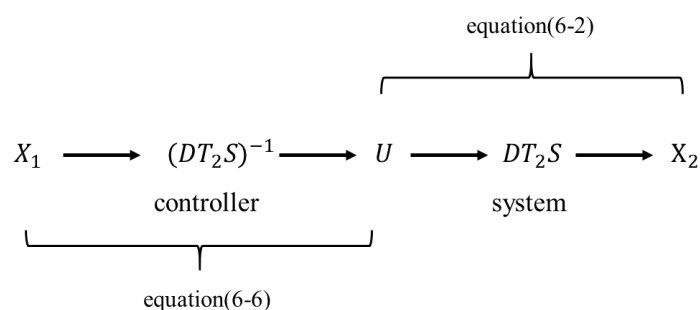 equation(6-2)
X₁ → (DT₂S)⁻¹ → U → DT₂S → X₂
controller system
equation(6-6)